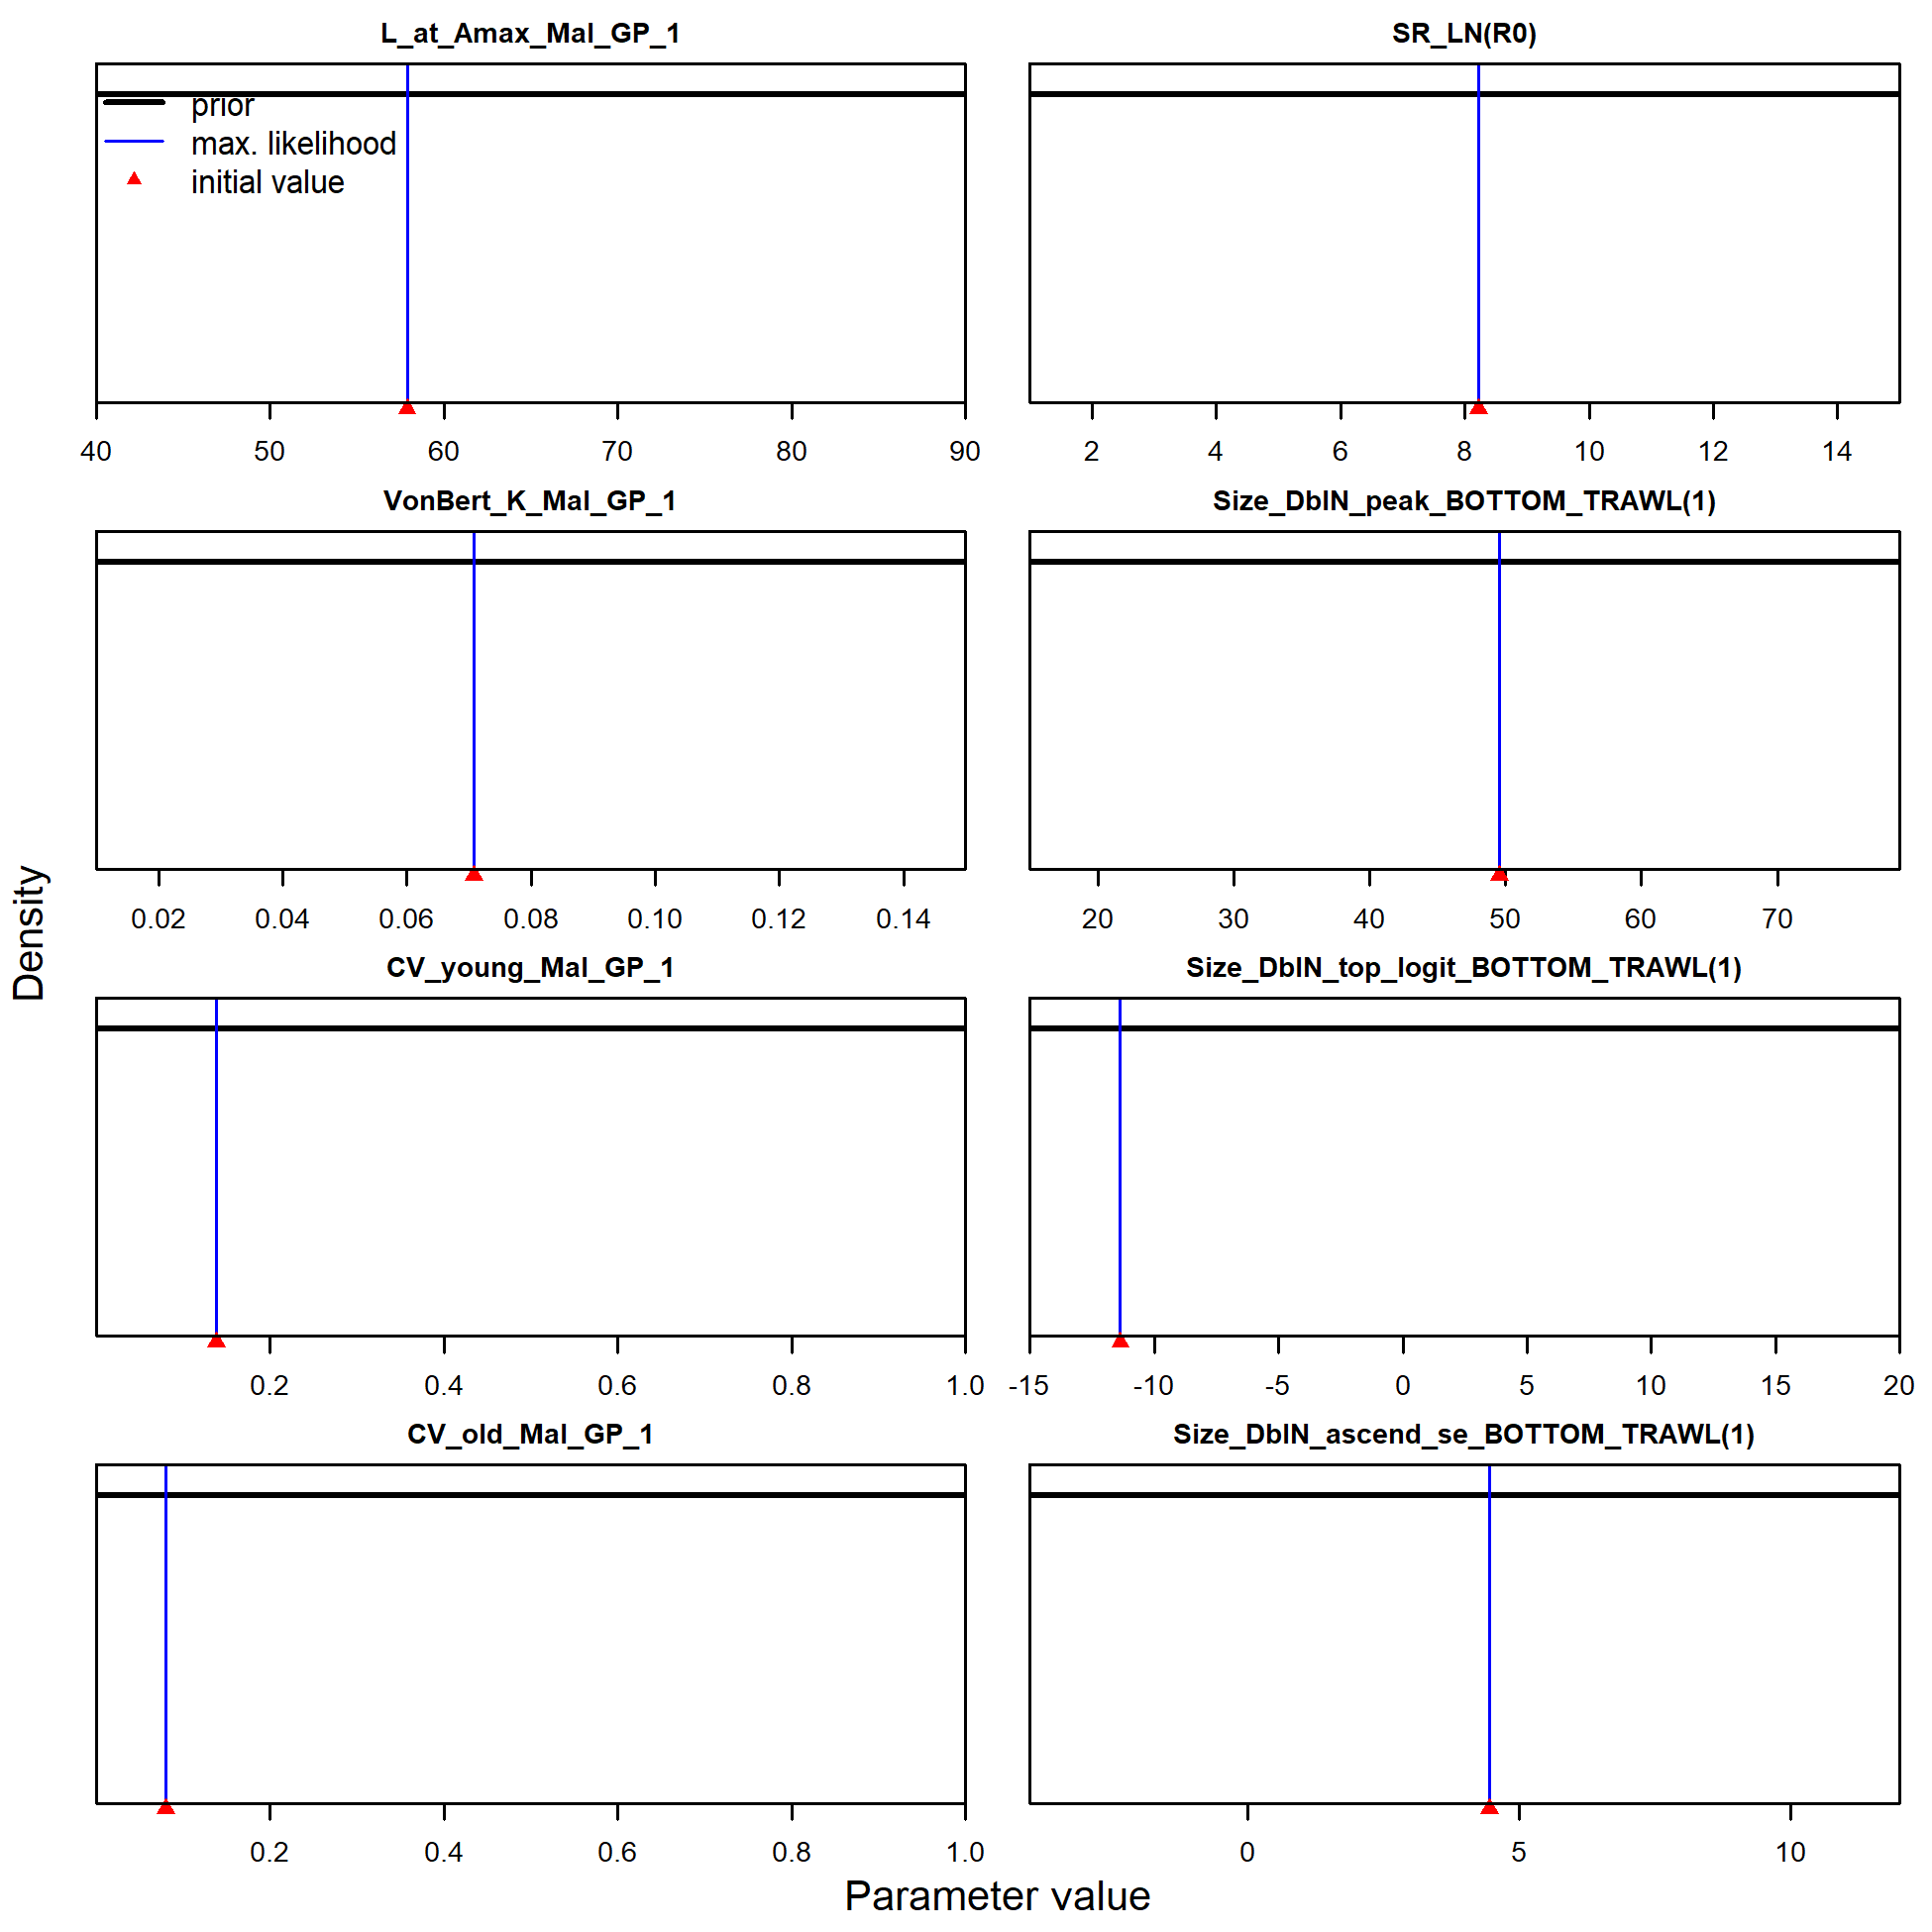 L_at_Amax_Mal_GP_1
prior
max. likelihood
initial value
40 50 60 70 80 90
SR_LN(R0)
2 4 6 8 10 12 14
VonBert_K_Mal_GP_1
0.02 0.04 0.06 0.08 0.10 0.12 0.14
Size_DblN_peak_BOTTOM_TRAWL(1)
20 30 40 50 60 70
CV_young_Mal_GP_1
0.2 0.4 0.6 0.8 1.0
Size_DblN_top_logit_BOTTOM_TRAWL(1)
-15 -10 -5 0 5 10 15 20
CV_old_Mal_GP_1
0.2 0.4 0.6 0.8 1.0
Size_DblN_ascend_se_BOTTOM_TRAWL(1)
0 5 10
Density
Parameter value